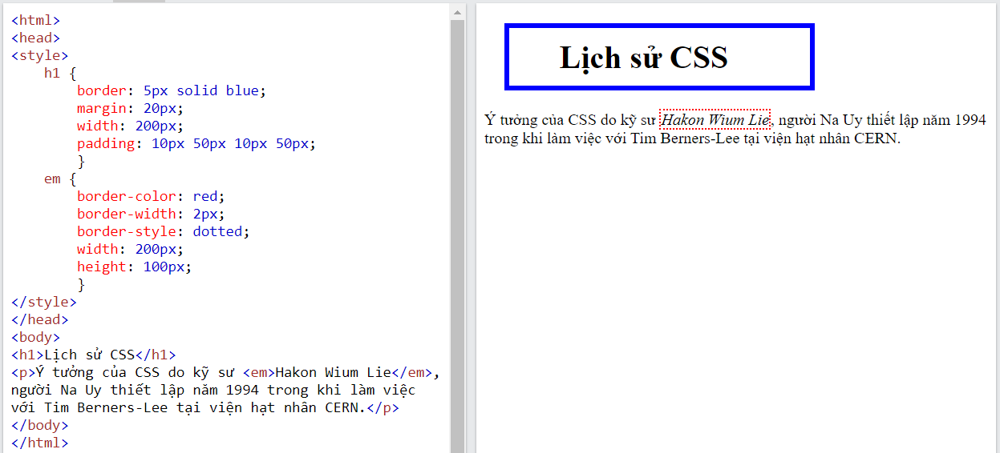 <html>
<head>
<style>
    h1 {
        border: 5px solid blue;
        margin: 20px;
        width: 200px;
        padding: 10px 50px 10px 50px;
        }
    em {
        border-color: red;
        border-width: 2px;
        border-style: dotted;
        width: 200px;
        height: 100px;
        }
</style>
</head>
<body>
<h1>Lịch sử CSS</h1>
<p>Ý tưởng của CSS do kỹ sư <em>Hakon Wium Lie</em>,
người Na Uy thiết lập năm 1994 trong khi làm việc
với Tim Berners-Lee tại viện hạt nhân CERN.</p>
</body>
</html>
Lịch sử CSS
Ý tưởng của CSS do kỹ sư Hakon Wium Lie, người Na Uy thiết lập năm 1994
trong khi làm việc với Tim Berners-Lee tại viện hạt nhân CERN.